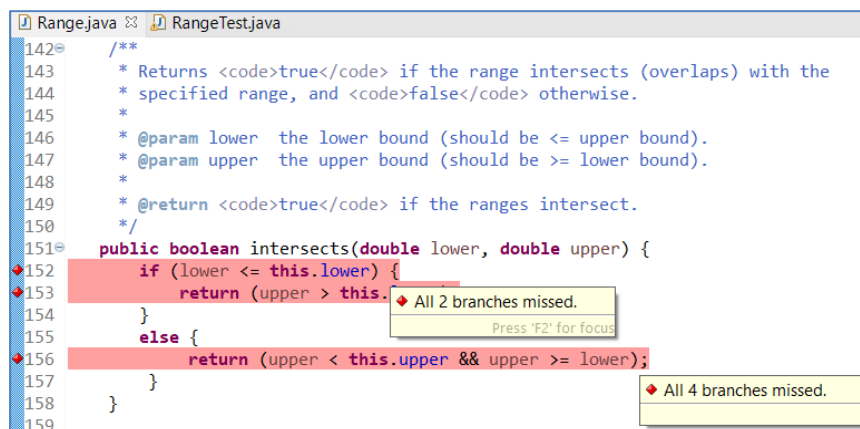 Range.java RangeTest.java
142 /**
143 * Returns <code>true</code> if the range intersects (overlaps) with the
144 * specified range, and <code>false</code> otherwise.
145 *
146 * @param lower  the lower bound (should be <= upper bound).
147 * @param upper  the upper bound (should be >= lower bound).
148 *
149 * @return <code>true</code> if the ranges intersect.
150 */
151 public boolean intersects(double lower, double upper) {
152 if (lower <= this.lower) {
153 return (upper > this.
All 2 branches missed.
Press 'F2' for focus
154 }
155 else {
156 return (upper < this.upper && upper >= lower);
157 }
All 4 branches missed.
158 }
159